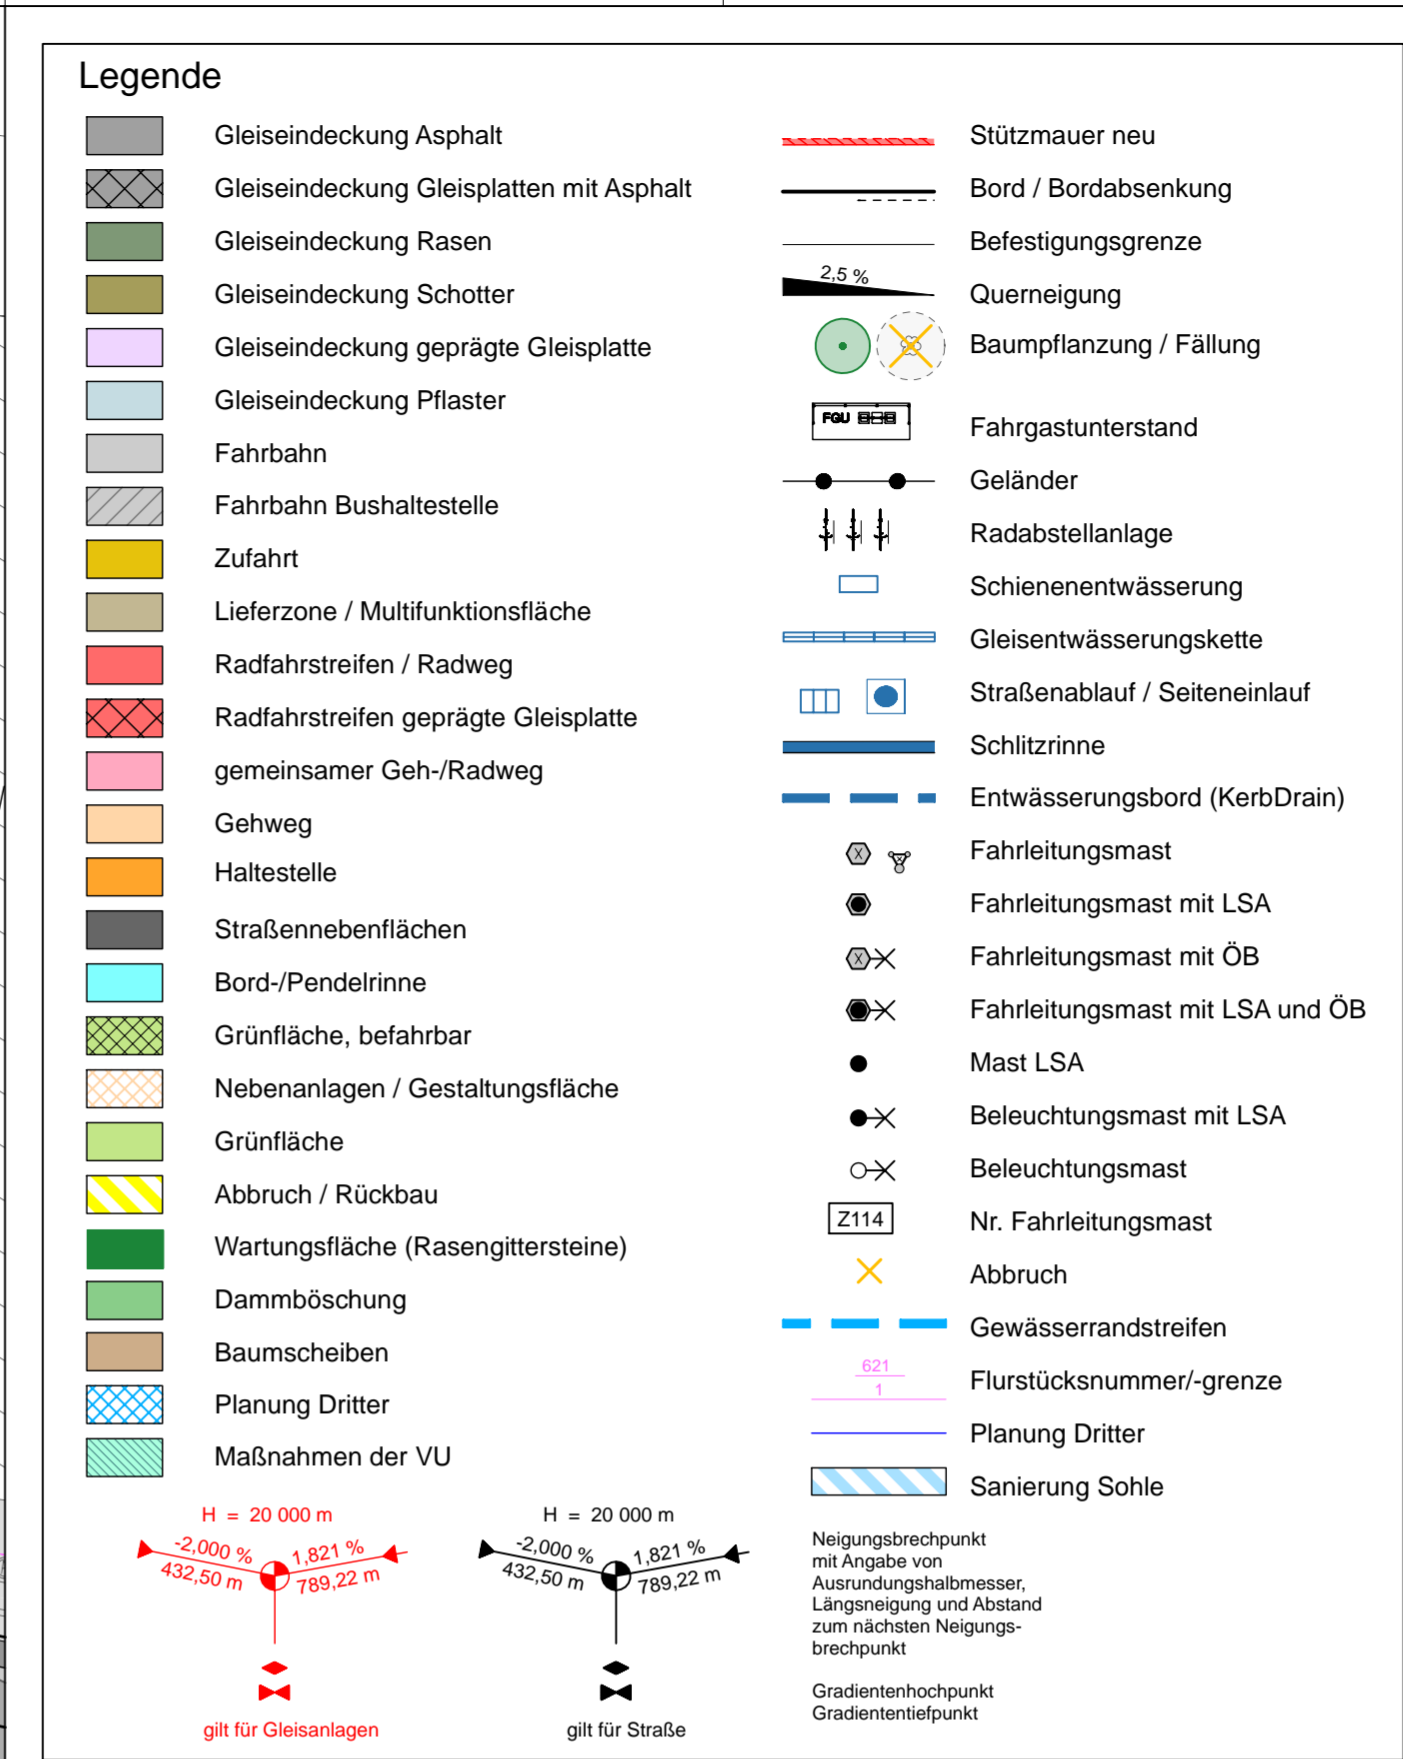 Legende
Gleiseindeckung Asphalt
Gleiseindeckung Gleisplatten mit Asphalt
Gleiseindeckung Rasen
Gleiseindeckung Schotter
Gleiseindeckung geprägte Gleisplatte
Gleiseindeckung Pflaster
Fahrbahn
Fahrbahn Bushaltestelle
Zufahrt
Lieferzone / Multifunktionsfläche
Radfahrstreifen / Radweg
Radfahrstreifen geprägte Gleisplatte
gemeinsamer Geh-/Radweg
Gehweg
Haltestelle
Straßennebenflächen
Bord-/Pendelrinne
Grünfläche, befahrbar
Nebenanlagen / Gestaltungsfläche
Grünfläche
Abbruch / Rückbau
Wartungsfläche (Rasengittersteine)
Dammböschung
Baumscheiben
Planung Dritter
Maßnahmen der VU
Stützmauer neu
Bord / Bordabsenkung
Befestigungsgrenze
2,5 %
Querneigung
Baumpflanzung / Fällung
FGU
Fahrgastunterstand
Geländer
Radabstellanlage
Schienenentwässerung
Gleisentwässerungskette
Straßenablauf / Seiteneinlauf
Schlitzrinne
Entwässerungsbord (KerbDrain)
X
Fahrleitungsmast
Fahrleitungsmast mit LSA
X
Fahrleitungsmast mit ÖB
Fahrleitungsmast mit LSA und ÖB
Mast LSA
Beleuchtungsmast mit LSA
Beleuchtungsmast
Z114
Nr. Fahrleitungsmast
Abbruch
Gewässerrandstreifen
621
1
Flurstücksnummer/-grenze
Planung Dritter
Sanierung Sohle
H = 20 000 m
-2,000 %
1,821 %
432,50 m
789,22 m
gilt für Gleisanlagen
H = 20 000 m
-2,000 %
1,821 %
432,50 m
789,22 m
gilt für Straße
Neigungsbrechpunkt
mit Angabe von
Ausrundungshalbmesser,
Längsneigung und Abstand
zum nächsten Neigungs-
brechpunkt
Gradientenhochpunkt
Gradiententiefpunkt